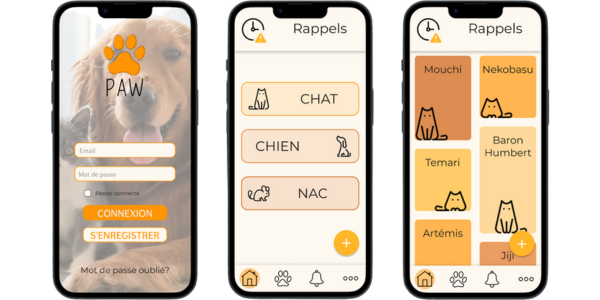 PAW
Email
Mot de passe
Rester connecté
CONNEXION
S'ENREGISTRER
Mot de passe oublié?
Rappels
CHAT
CHIEN
NAC
+
Rappels
Mouchi
Nekobasu
Baron
Humbert
Temari
Artémis
Jiji
+